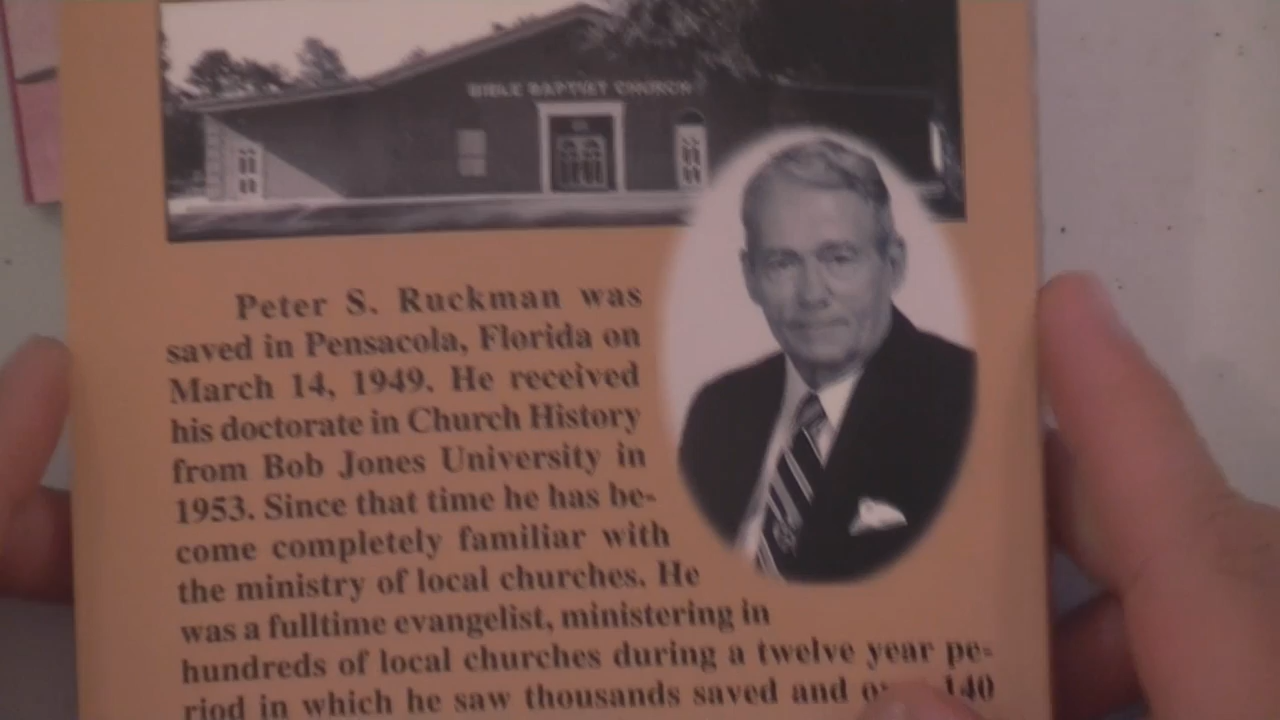 BIBLE BAPTIST CHURCH
Peter S. Ruckman was
saved in Pensacola, Florida on
March 14, 1949. He received
his doctorate in Church History
from Bob Jones University in
1953. Since that time he has be-
come completely familiar with
the ministry of local churches. He
was a fulltime evangelist, ministering in
hundreds of local churches during a twelve year pe-
riod in which he saw thousands saved and 140